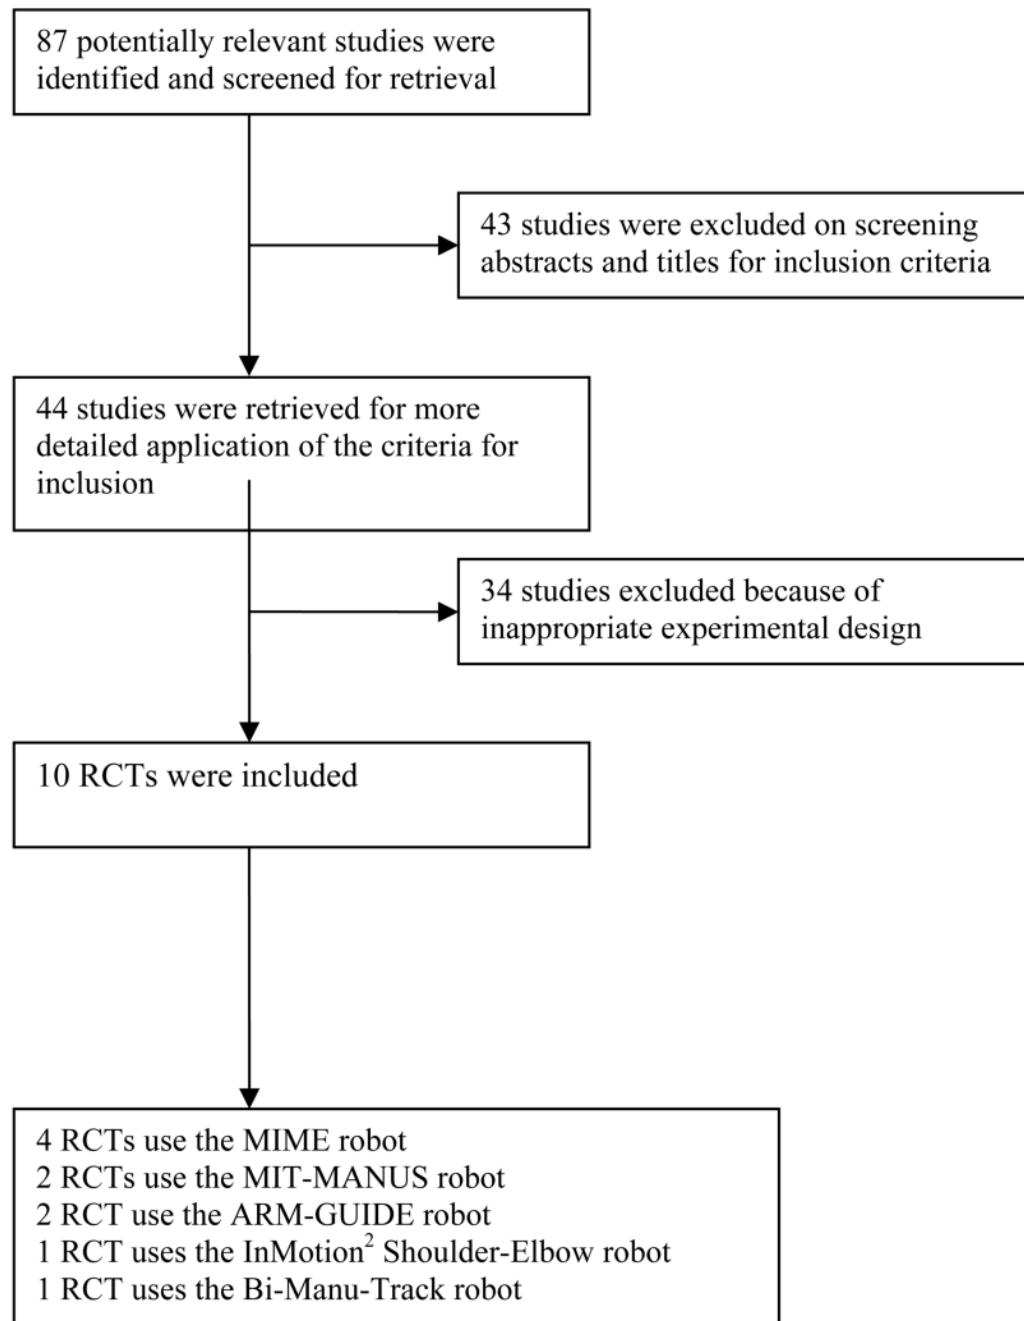 87 potentially relevant studies were
identified and screened for retrieval
43 studies were excluded on screening
abstracts and titles for inclusion criteria
44 studies were retrieved for more
detailed application of the criteria for
inclusion
34 studies excluded because of
inappropriate experimental design
10 RCTs were included
4 RCTs use the MIME robot
2 RCTs use the MIT-MANUS robot
2 RCT use the ARM-GUIDE robot
1 RCT uses the InMotion² Shoulder-Elbow robot
1 RCT uses the Bi-Manu-Track robot